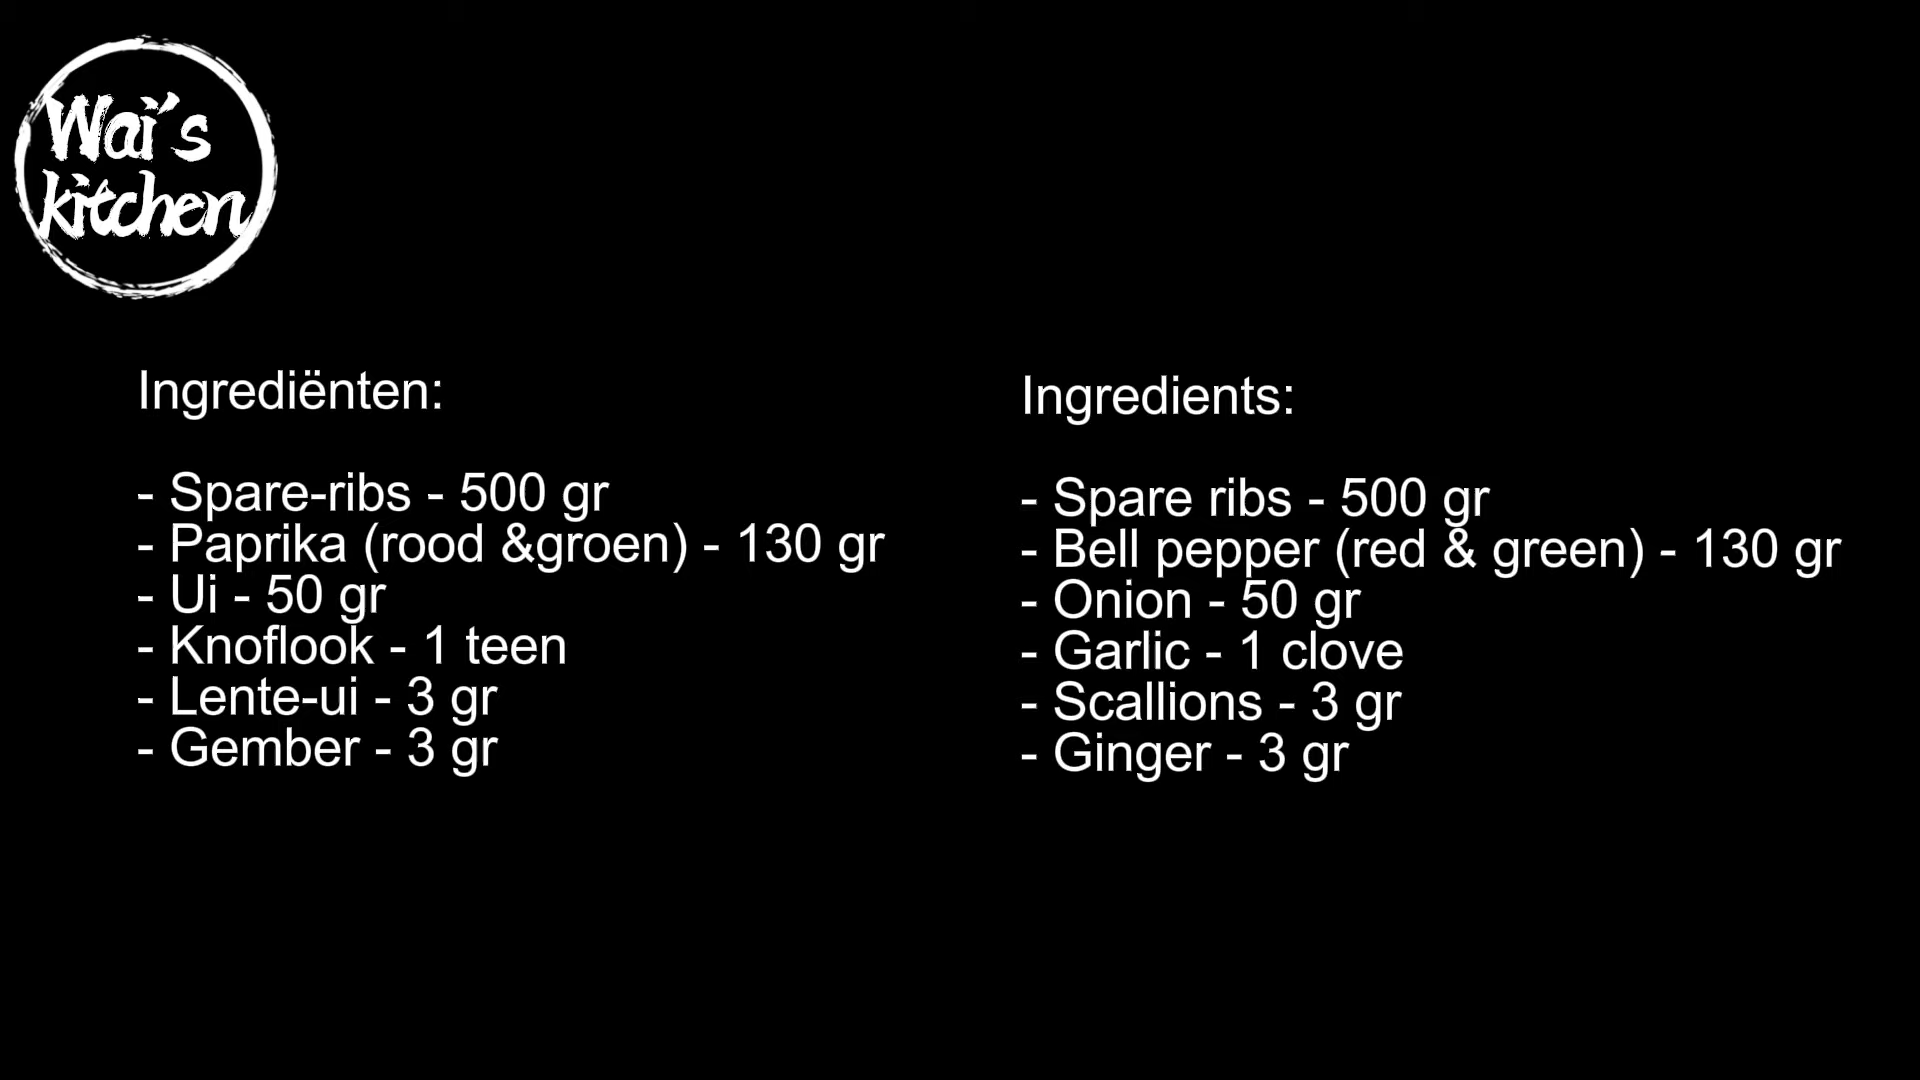 Wai's
kitchen
Ingrediënten:
- Spare-ribs - 500 gr
- Paprika (rood &groen) - 130 gr
- Ui - 50 gr
- Knoflook - 1 teen
- Lente-ui - 3 gr
- Gember - 3 gr
Ingredients:
- Spare ribs - 500 gr
- Bell pepper (red & green) - 130 gr
- Onion - 50 gr
- Garlic - 1 clove
- Scallions - 3 gr
- Ginger - 3 gr